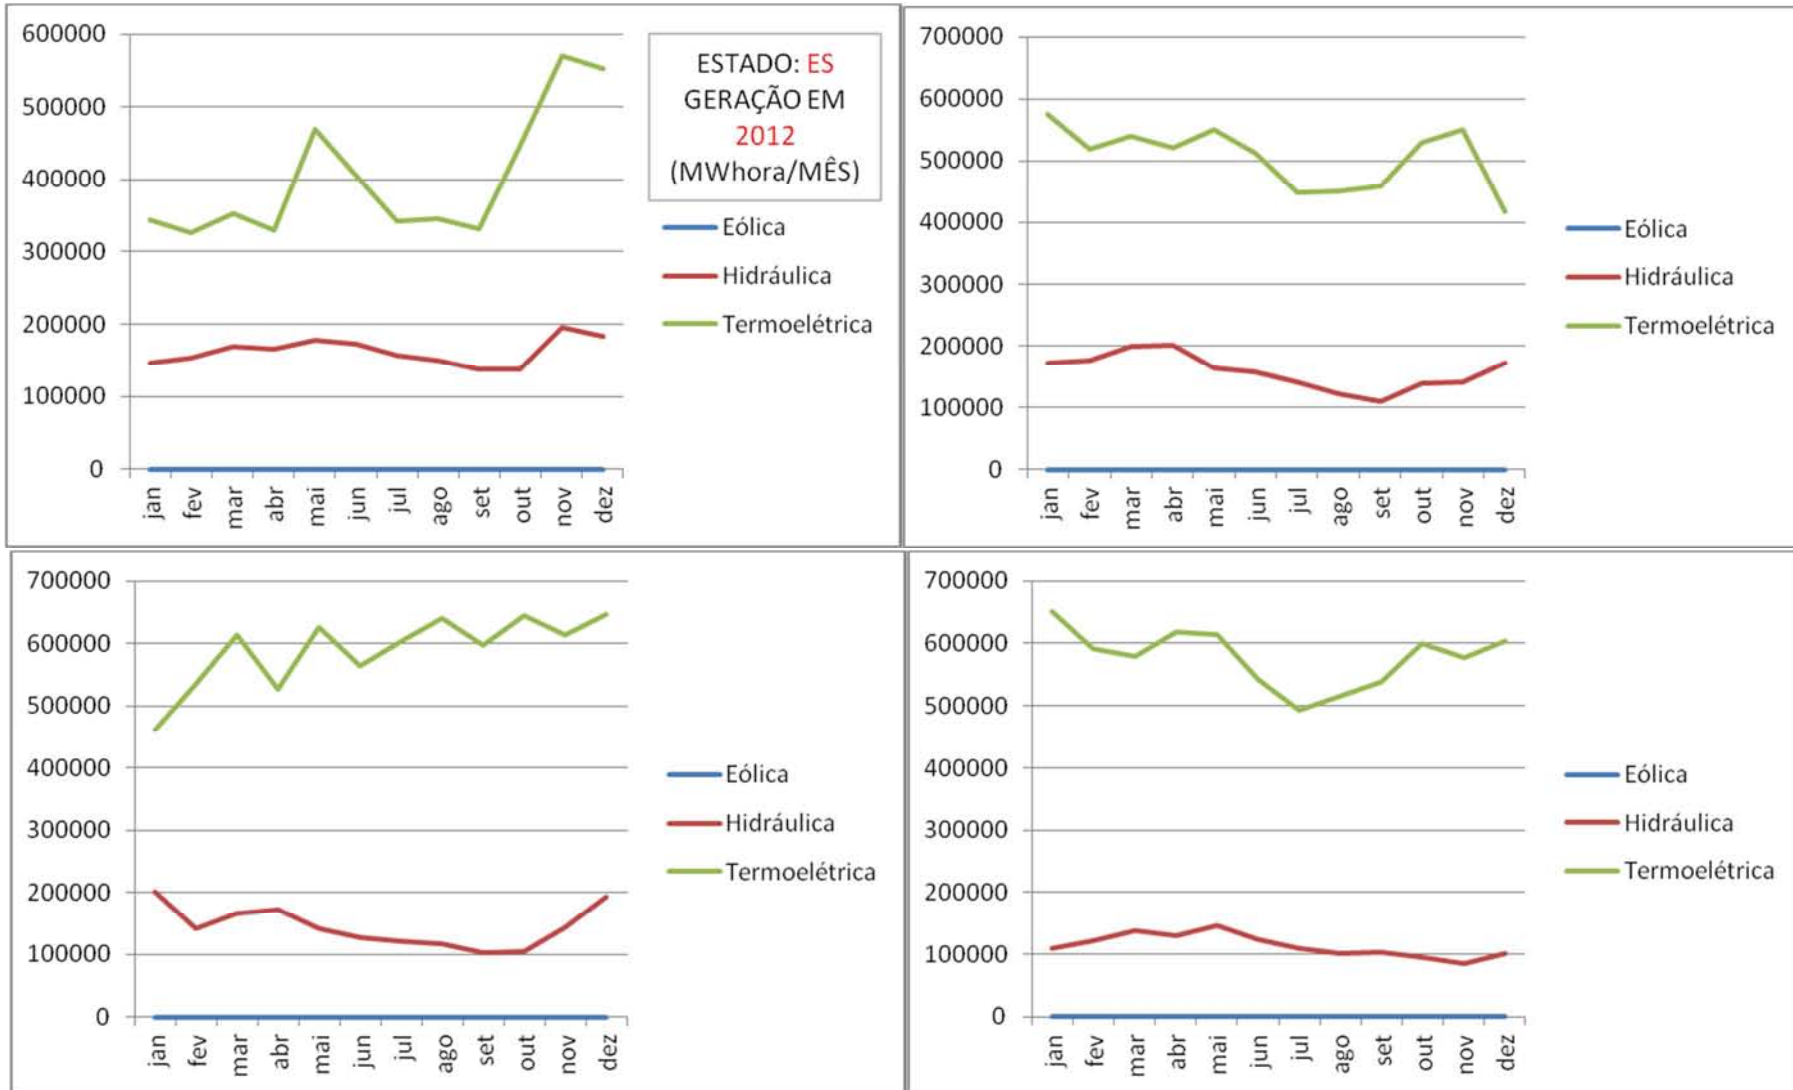 600000
500000
400000
300000
200000
100000
0
jan
fev
mar
abr
mai
jun
jul
ago
set
out
nov
dez
ESTADO: ES
GERAÇÃO EM
2012
(MWhora/MÊS)
Eólica
Hidráulica
Termoelétrica
700000
600000
500000
400000
300000
200000
100000
0
jan
fev
mar
abr
mai
jun
jul
ago
set
out
nov
dez
Eólica
Hidráulica
Termoelétrica
700000
600000
500000
400000
300000
200000
100000
0
jan
fev
mar
abr
mai
jun
jul
ago
set
out
nov
dez
Eólica
Hidráulica
Termoelétrica
700000
600000
500000
400000
300000
200000
100000
0
jan
fev
mar
abr
mai
jun
jul
ago
set
out
nov
dez
Eólica
Hidráulica
Termoelétrica